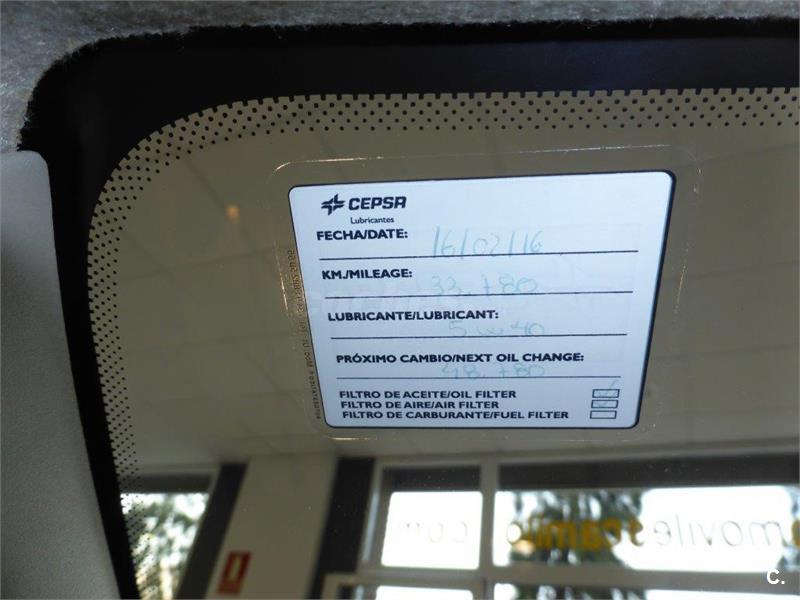 CEPSA
Lubricantes
FECHA/DATE: 16/02/16
KM./MILEAGE: 33.780
LUBRICANTE/LUBRICANT: 5w40
PRÓXIMO CAMBIO/NEXT OIL CHANGE: 48.780
FILTRO DE ACEITE/OIL FILTER
FILTRO DE AIRE/AIR FILTER
FILTRO DE CARBURANTE/FUEL FILTER
C.